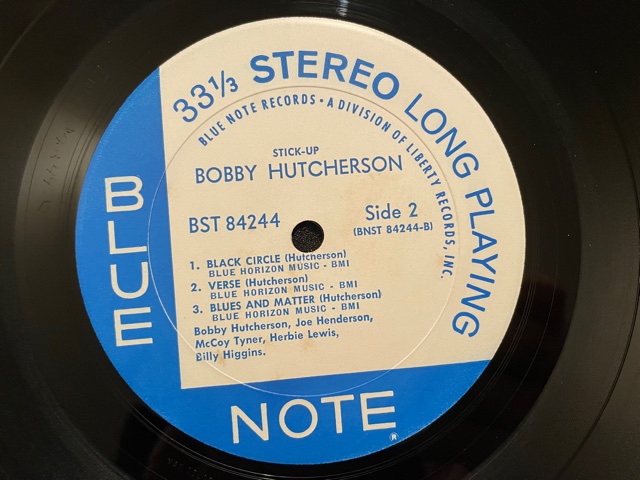 33⅓ STEREO LONG PLAYING
BLUE NOTE RECORDS • A DIVISION OF LIBERTY RECORDS, INC.
STICK-UP
BOBBY HUTCHERSON
BST 84244
Side 2
(BNST 84244-B)
1. BLACK CIRCLE (Hutcherson)
BLUE HORIZON MUSIC - BMI
2. VERSE (Hutcherson)
BLUE HORIZON MUSIC - BMI
3. BLUES AND MATTER (Hutcherson)
BLUE HORIZON MUSIC - BMI
Bobby Hutcherson, Joe Henderson,
McCoy Tyner, Herbie Lewis,
Billy Higgins.
BLUE
NOTE
®